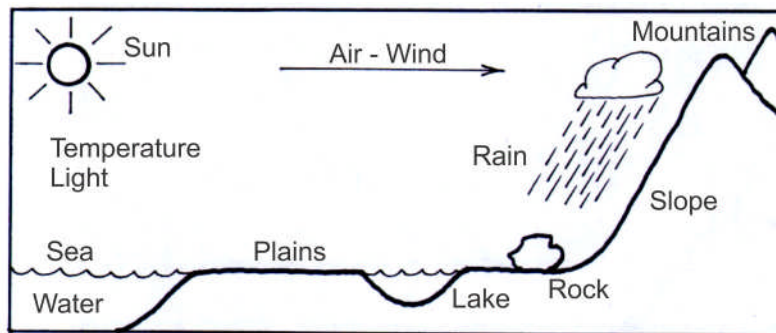 Mountains
Sun
Air - Wind
Temperature
Light
Rain
Slope
Sea
Plains
Water
Lake
Rock